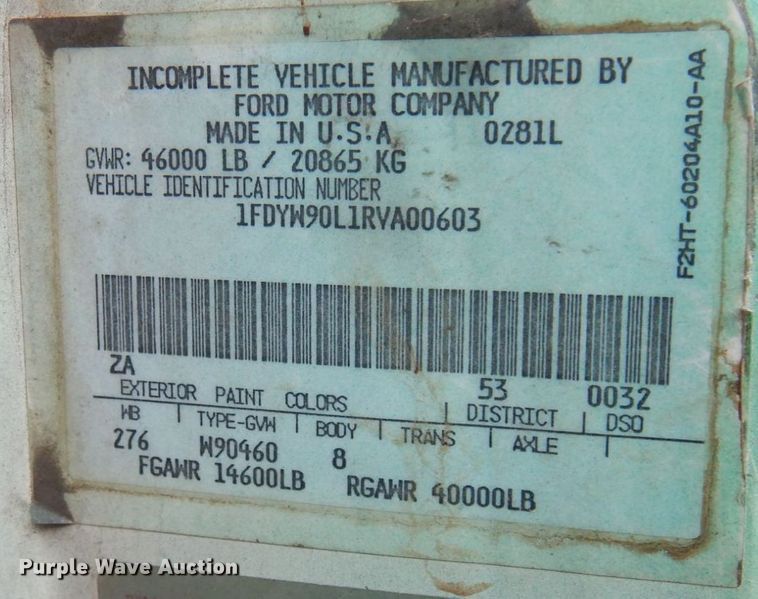 INCOMPLETE VEHICLE MANUFACTURED BY
FORD MOTOR COMPANY
MADE IN U.S.A. 0281L
GVWR: 46000 LB / 20865 KG
VEHICLE IDENTIFICATION NUMBER
1FDYW90L1RVA00603
F2HT-60204A10-AA
ZA 53 0032
EXTERIOR PAINT COLORS DISTRICT DSO
WB TYPE-GVW BODY TRANS AXLE
276 W90460 8
FGAWR 14600LB RGAWR 40000LB
Purple Wave Auction